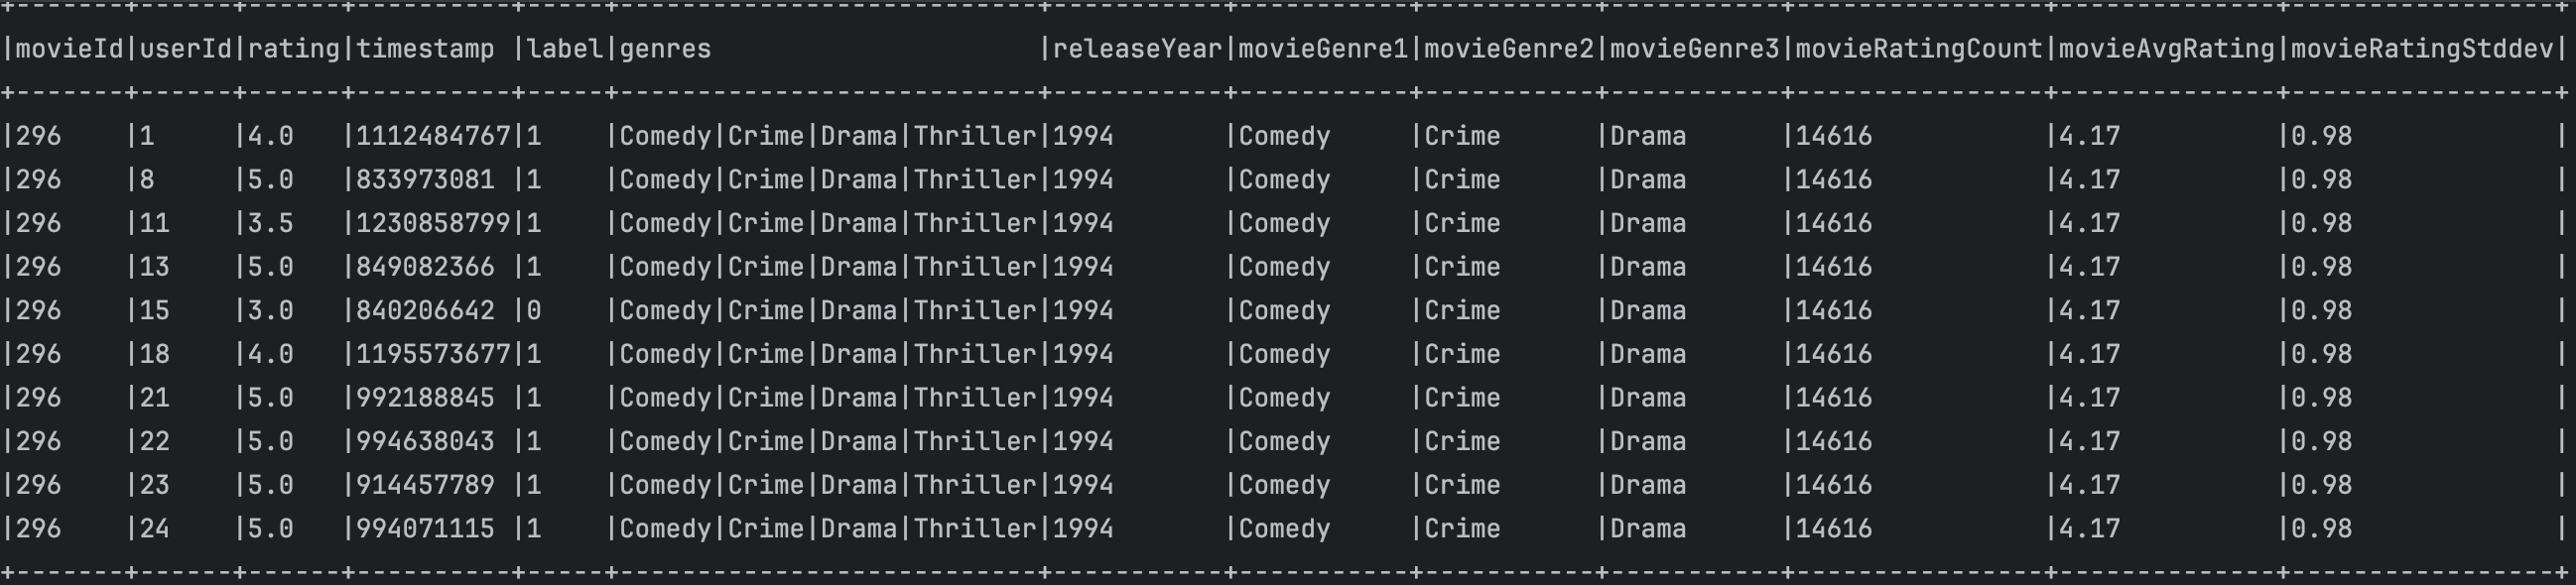 +-------+------+------+----------+-----+---------------------------+-----------+-----------+-----------+-----------+----------------+--------------+-----------------+
|movieId|userId|rating|timestamp |label|genres                     |releaseYear|movieGenre1|movieGenre2|movieGenre3|movieRatingCount|movieAvgRating|movieRatingStddev|
+-------+------+------+----------+-----+---------------------------+-----------+-----------+-----------+-----------+----------------+--------------+-----------------+
|296    |1     |4.0   |1112484767|1    |Comedy|Crime|Drama|Thriller|1994       |Comedy     |Crime      |Drama      |14616           |4.17          |0.98             |
|296    |8     |5.0   |833973081 |1    |Comedy|Crime|Drama|Thriller|1994       |Comedy     |Crime      |Drama      |14616           |4.17          |0.98             |
|296    |11    |3.5   |1230858799|1    |Comedy|Crime|Drama|Thriller|1994       |Comedy     |Crime      |Drama      |14616           |4.17          |0.98             |
|296    |13    |5.0   |849082366 |1    |Comedy|Crime|Drama|Thriller|1994       |Comedy     |Crime      |Drama      |14616           |4.17          |0.98             |
|296    |15    |3.0   |840206642 |0    |Comedy|Crime|Drama|Thriller|1994       |Comedy     |Crime      |Drama      |14616           |4.17          |0.98             |
|296    |18    |4.0   |1195573677|1    |Comedy|Crime|Drama|Thriller|1994       |Comedy     |Crime      |Drama      |14616           |4.17          |0.98             |
|296    |21    |5.0   |992188845 |1    |Comedy|Crime|Drama|Thriller|1994       |Comedy     |Crime      |Drama      |14616           |4.17          |0.98             |
|296    |22    |5.0   |994638043 |1    |Comedy|Crime|Drama|Thriller|1994       |Comedy     |Crime      |Drama      |14616           |4.17          |0.98             |
|296    |23    |5.0   |914457789 |1    |Comedy|Crime|Drama|Thriller|1994       |Comedy     |Crime      |Drama      |14616           |4.17          |0.98             |
|296    |24    |5.0   |994071115 |1    |Comedy|Crime|Drama|Thriller|1994       |Comedy     |Crime      |Drama      |14616           |4.17          |0.98             |
+-------+------+------+----------+-----+---------------------------+-----------+-----------+-----------+-----------+----------------+--------------+-----------------+